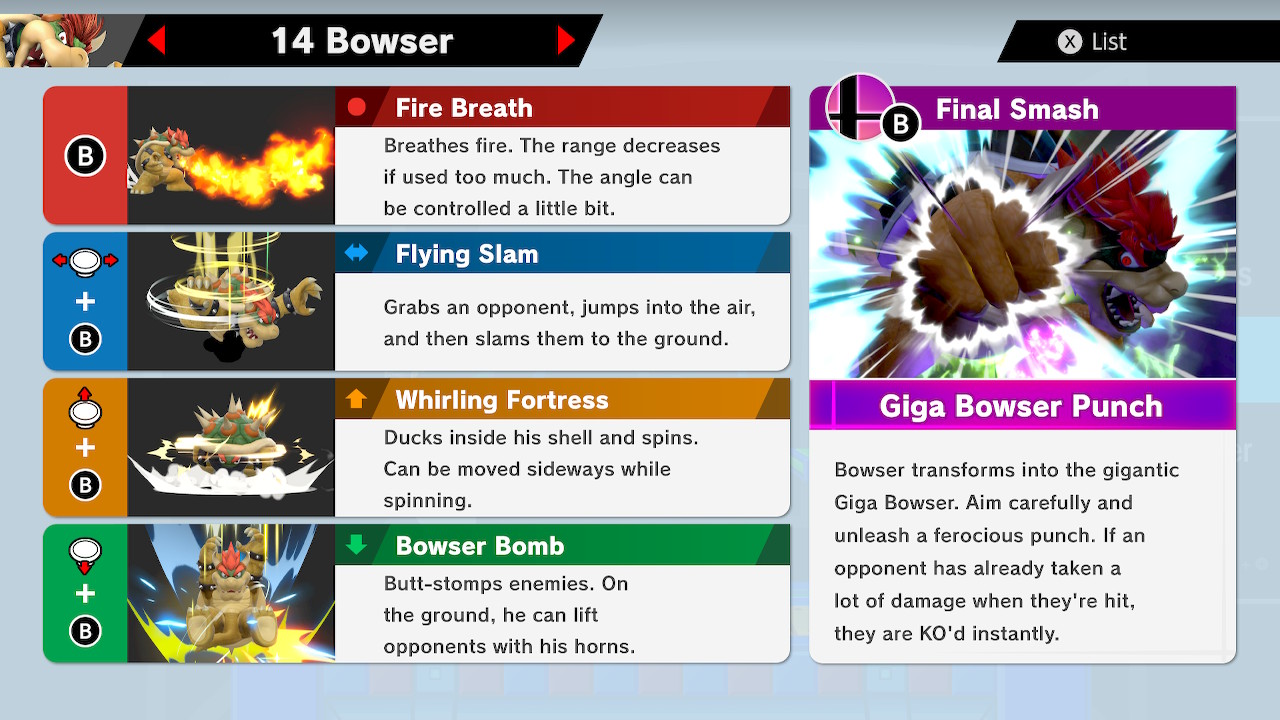 14 Bowser
X List
B
Fire Breath
Breathes fire. The range decreases
if used too much. The angle can
be controlled a little bit.
+
B
Flying Slam
Grabs an opponent, jumps into the air,
and then slams them to the ground.
+
B
Whirling Fortress
Ducks inside his shell and spins.
Can be moved sideways while
spinning.
+
B
Bowser Bomb
Butt-stomps enemies. On
the ground, he can lift
opponents with his horns.
B
Final Smash
Giga Bowser Punch
Bowser transforms into the gigantic
Giga Bowser. Aim carefully and
unleash a ferocious punch. If an
opponent has already taken a
lot of damage when they're hit,
they are KO'd instantly.